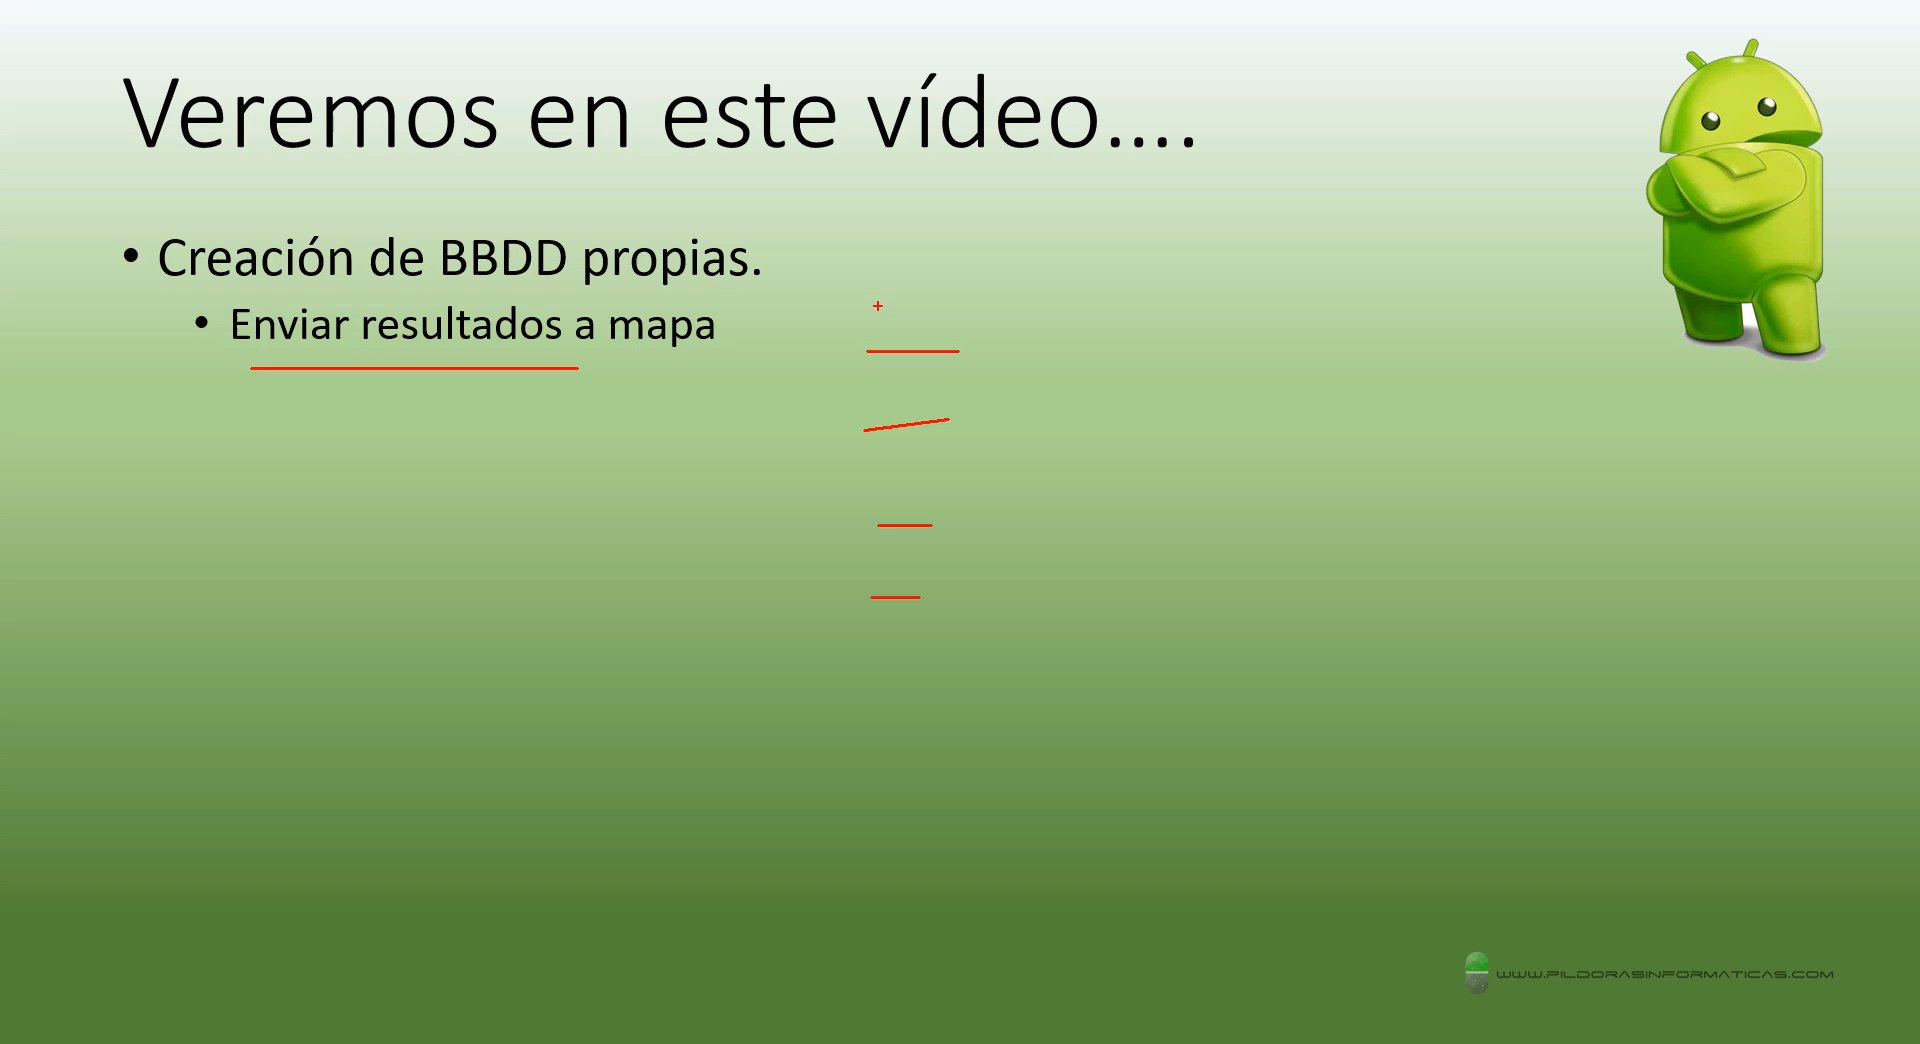 Veremos en este vídeo....
• Creación de BBDD propias.
• Enviar resultados a mapa
WWW.PILDORASINFORMATICAS.COM